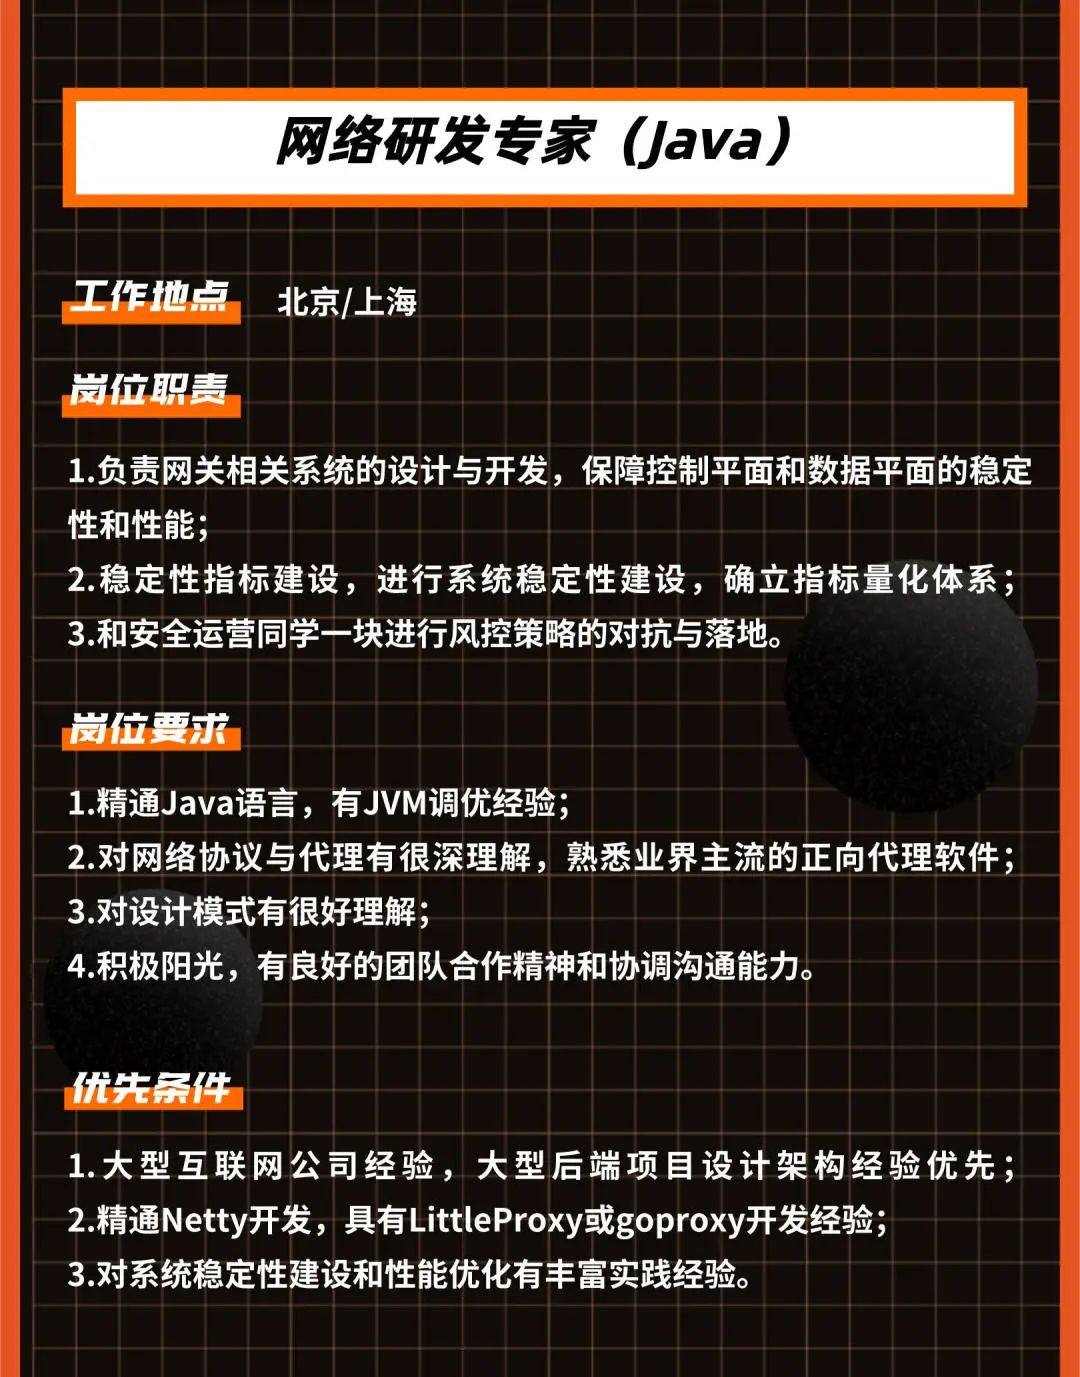 网络研发专家（Java）
工作地点 北京/上海
岗位职责
1.负责网关相关系统的设计与开发，保障控制平面和数据平面的稳定
性和性能；
2.稳定性指标建设，进行系统稳定性建设，确立指标量化体系；
3.和安全运营同学一块进行风控策略的对抗与落地。
岗位要求
1.精通Java语言，有JVM调优经验；
2.对网络协议与代理有很深理解，熟悉业界主流的正向代理软件；
3.对设计模式有很好理解；
4.积极阳光，有良好的团队合作精神和协调沟通能力。
优先条件
1.大型互联网公司经验，大型后端项目设计架构经验优先；
2.精通Netty开发，具有LittleProxy或goproxy开发经验；
3.对系统稳定性建设和性能优化有丰富实践经验。